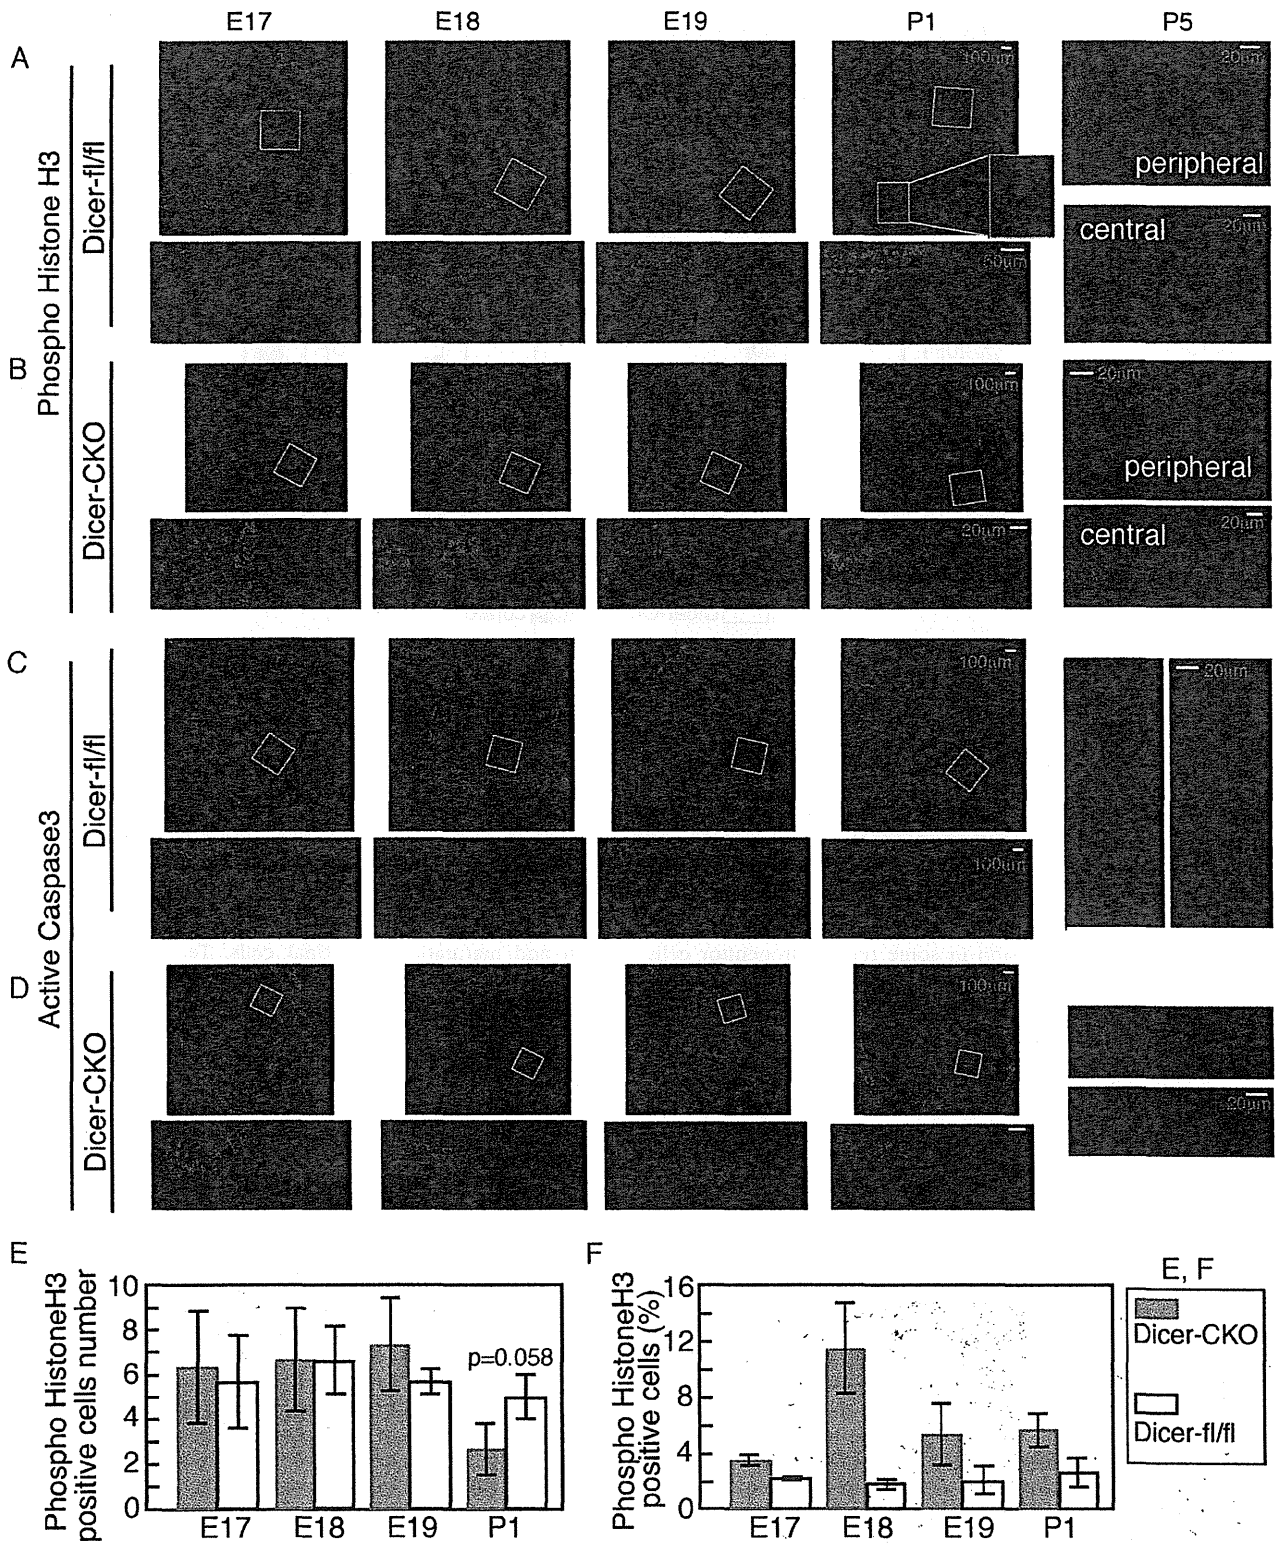 E17 E18 E19 P1 P5
A
Phospho Histone H3
Dicer-fl/fl
100µm
20µm
peripheral
central
20µm
50µm
B
Dicer-CKO
100µm
20µm
peripheral
20µm
central
20µm
C
Active Caspase3
Dicer-fl/fl
100µm
20µm
100µm
D
Dicer-CKO
100µm
20µm
E
Phospho HistoneH3
positive cells number
10
8
6
4
2
0
p=0.058
E17 E18 E19 P1
F
Phospho HistoneH3
positive cells (%)
16
12
8
4
0
E17 E18 E19 P1
E, F
Dicer-CKO
Dicer-fl/fl